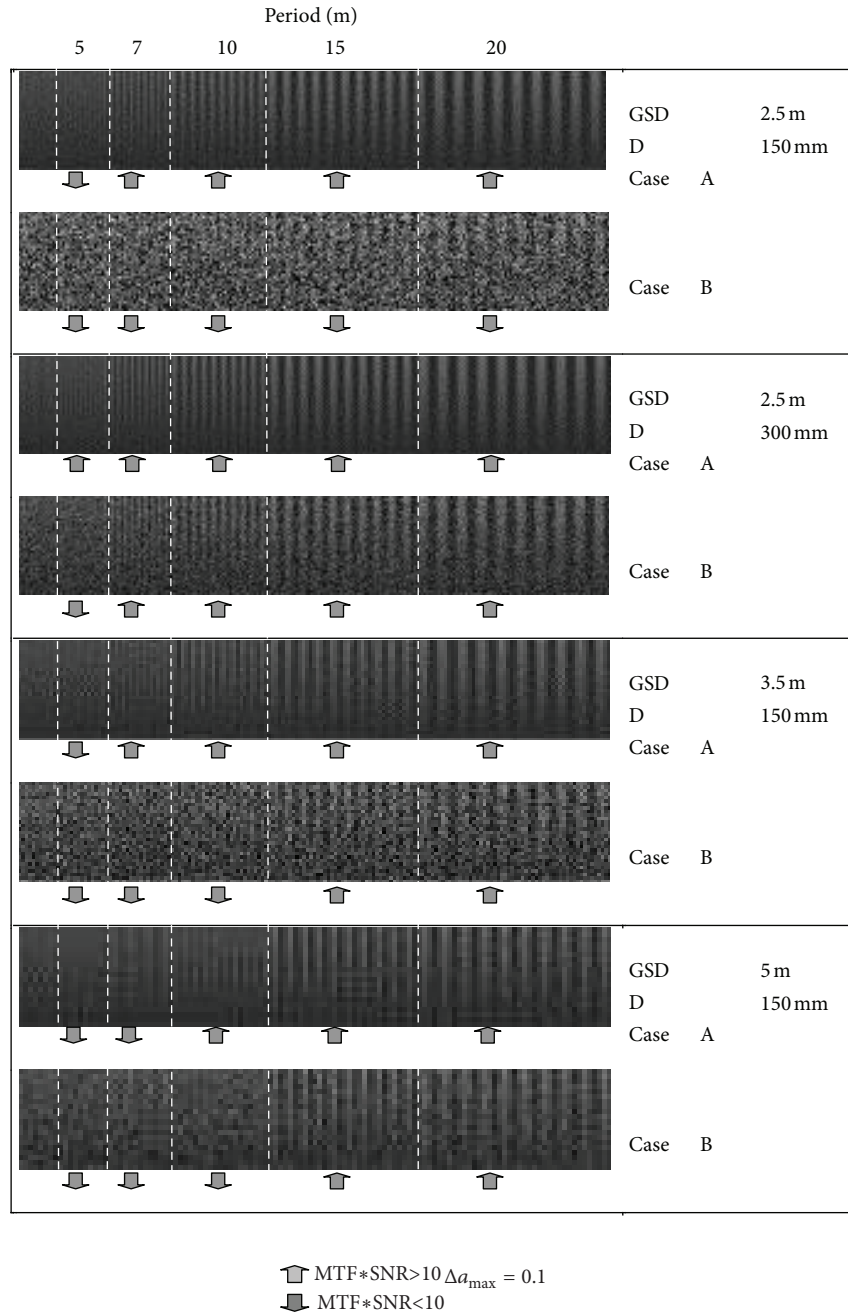 Period (m)
5 7 10 15 20
GSD 2.5 m
D 150 mm
Case A
Case B
GSD 2.5 m
D 300 mm
Case A
Case B
GSD 3.5 m
D 150 mm
Case A
Case B
GSD 5 m
D 150 mm
Case A
Case B
MTF∗SNR>10 Δa_max = 0.1
MTF∗SNR<10